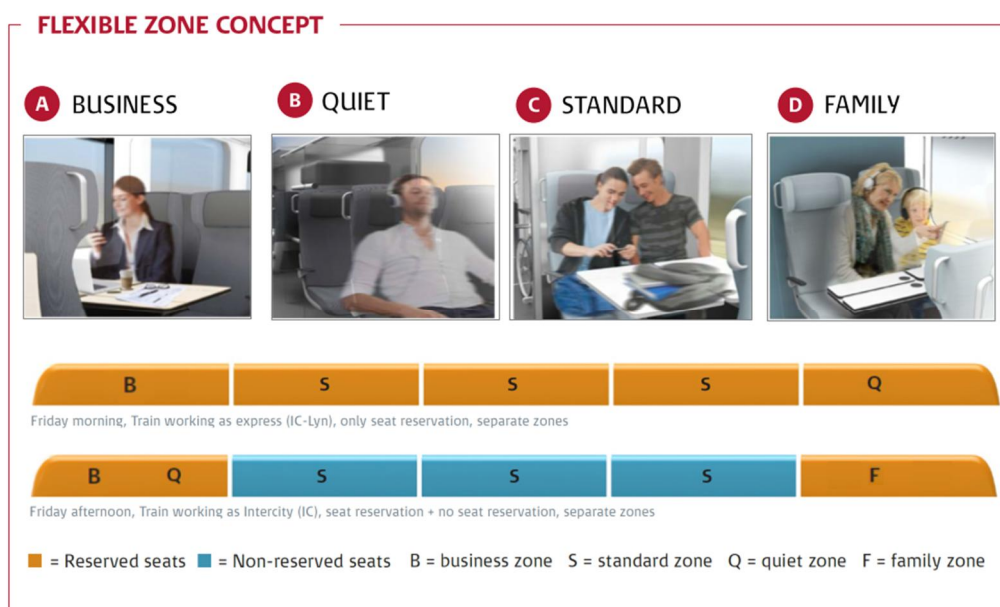 FLEXIBLE ZONE CONCEPT
A BUSINESS
B QUIET
C STANDARD
D FAMILY
B S S S Q
Friday morning, Train working as express (IC-Lyn), only seat reservation, separate zones
B Q S S S F
Friday afternoon, Train working as Intercity (IC), seat reservation + no seat reservation, separate zones
= Reserved seats = Non-reserved seats B = business zone S = standard zone Q = quiet zone F = family zone